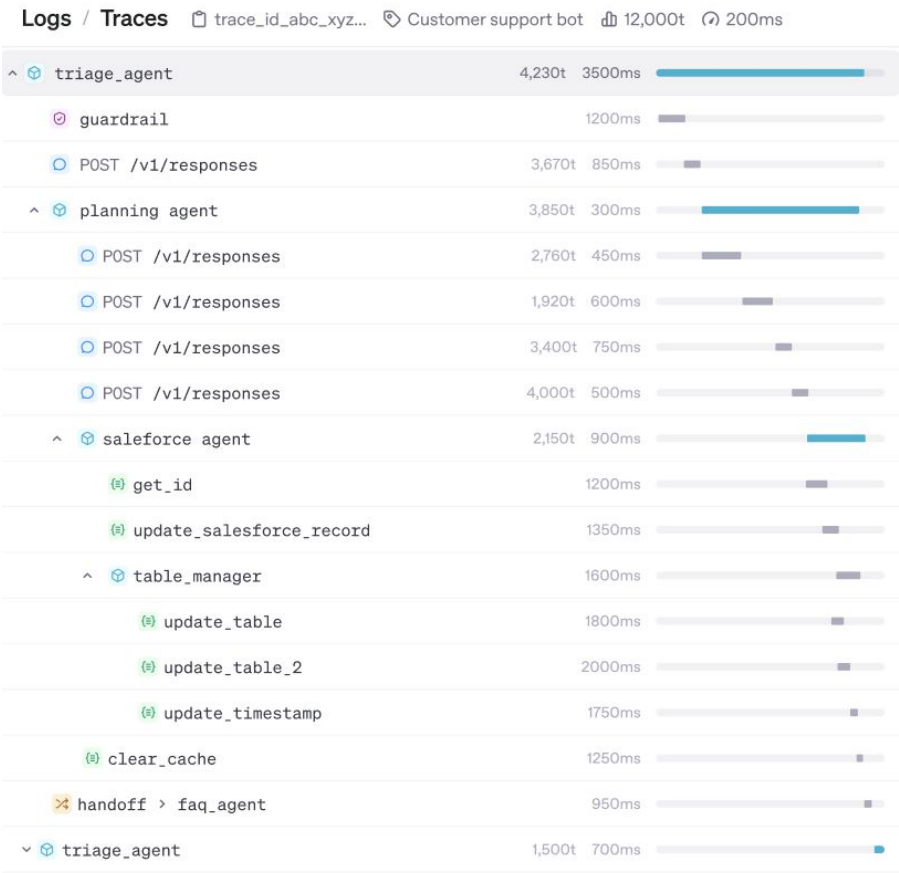 Logs / Traces trace_id_abc_xyz... Customer support bot 12,000t 200ms
triage_agent 4,230t 3500ms
guardrail 1200ms
POST /v1/responses 3,670t 850ms
planning agent 3,850t 300ms
POST /v1/responses 2,760t 450ms
POST /v1/responses 1,920t 600ms
POST /v1/responses 3,400t 750ms
POST /v1/responses 4,000t 500ms
saleforce agent 2,150t 900ms
get_id 1200ms
update_salesforce_record 1350ms
table_manager 1600ms
update_table 1800ms
update_table_2 2000ms
update_timestamp 1750ms
clear_cache 1250ms
handoff > faq_agent 950ms
triage_agent 1,500t 700ms